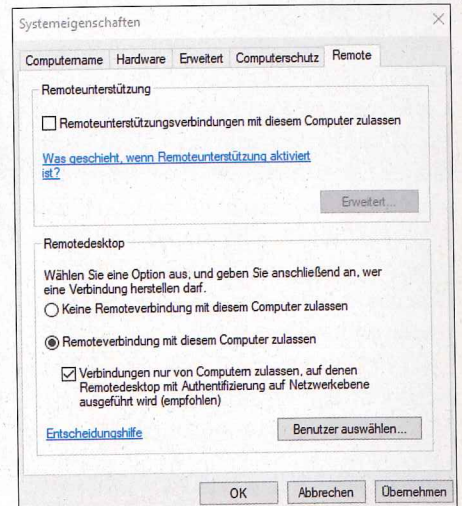 Systemeigenschaften
Computername Hardware Erweitert Computerschutz Remote
Remoteunterstützung
Remoteunterstützungsverbindungen mit diesem Computer zulassen
Was geschieht, wenn Remoteunterstützung aktiviert
ist?
Erweitert...
Remotedesktop
Wählen Sie eine Option aus, und geben Sie anschließend an, wer
eine Verbindung herstellen darf.
Keine Remoteverbindung mit diesem Computer zulassen
Remoteverbindung mit diesem Computer zulassen
Verbindungen nur von Computern zulassen, auf denen
Remotedesktop mit Authentifizierung auf Netzwerkebene
ausgeführt wird (empfohlen)
Entscheidungshilfe
Benutzer auswählen...
OK Abbrechen Übernehmen